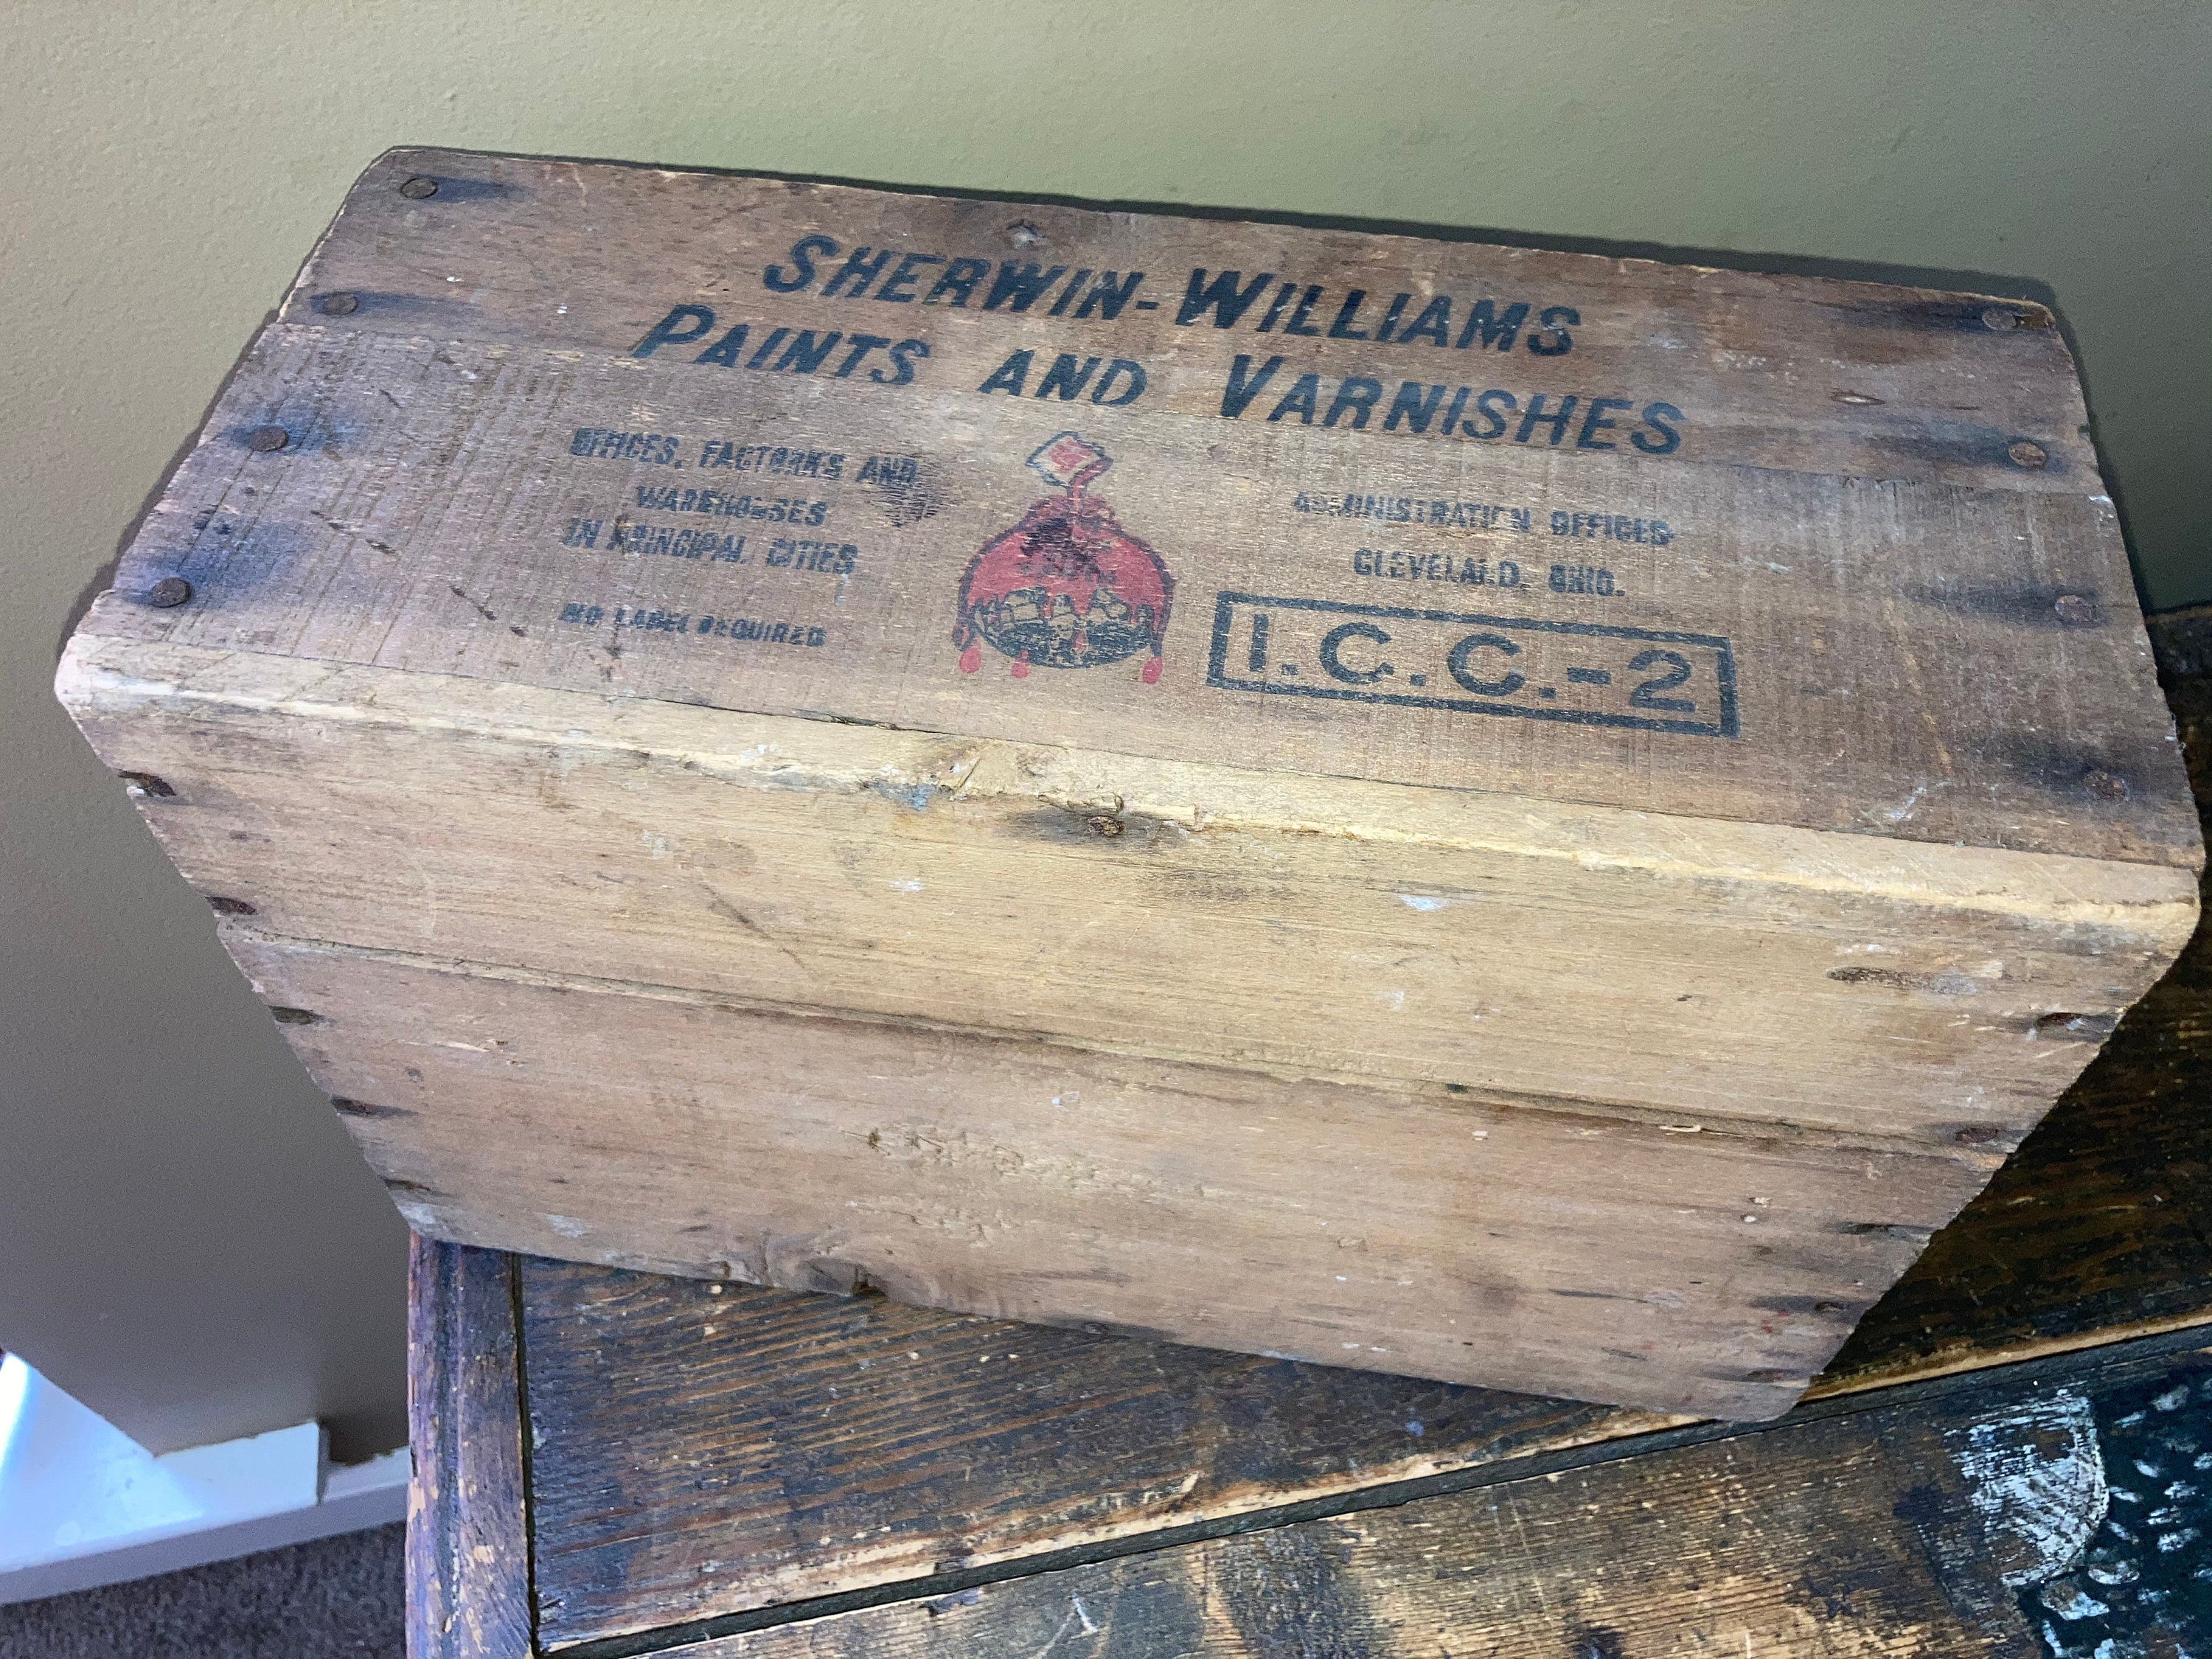 SHERWIN-WILLIAMS
PAINTS AND VARNISHES
OFFICES, FACTORIES AND
WAREHOUSES
IN PRINCIPAL CITIES
NO LABEL REQUIRED
ADMINISTRATION OFFICES
CLEVELAND, OHIO.
I.C.C.-2